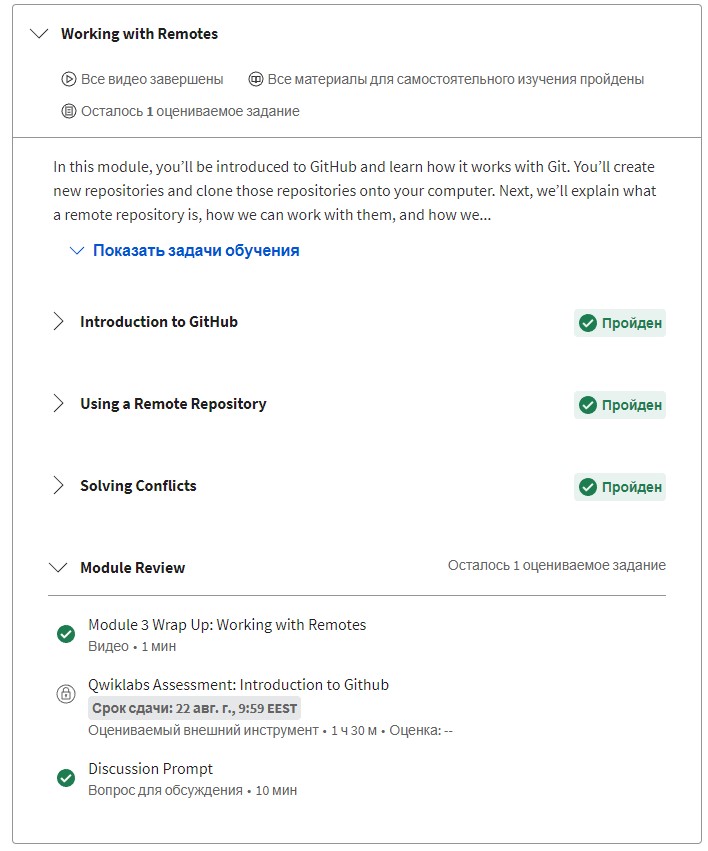 Working with Remotes
Все видео завершены Все материалы для самостоятельного изучения пройдены
Осталось 1 оцениваемое задание
In this module, you’ll be introduced to GitHub and learn how it works with Git. You’ll create
new repositories and clone those repositories onto your computer. Next, we’ll explain what
a remote repository is, how we can work with them, and how we...
Показать задачи обучения
Introduction to GitHub Пройден
Using a Remote Repository Пройден
Solving Conflicts Пройден
Module Review Осталось 1 оцениваемое задание
Module 3 Wrap Up: Working with Remotes
Видео • 1 мин
Qwiklabs Assessment: Introduction to Github
Срок сдачи: 22 авг. г., 9:59 EEST
Оцениваемый внешний инструмент • 1 ч 30 м • Оценка: --
Discussion Prompt
Вопрос для обсуждения • 10 мин